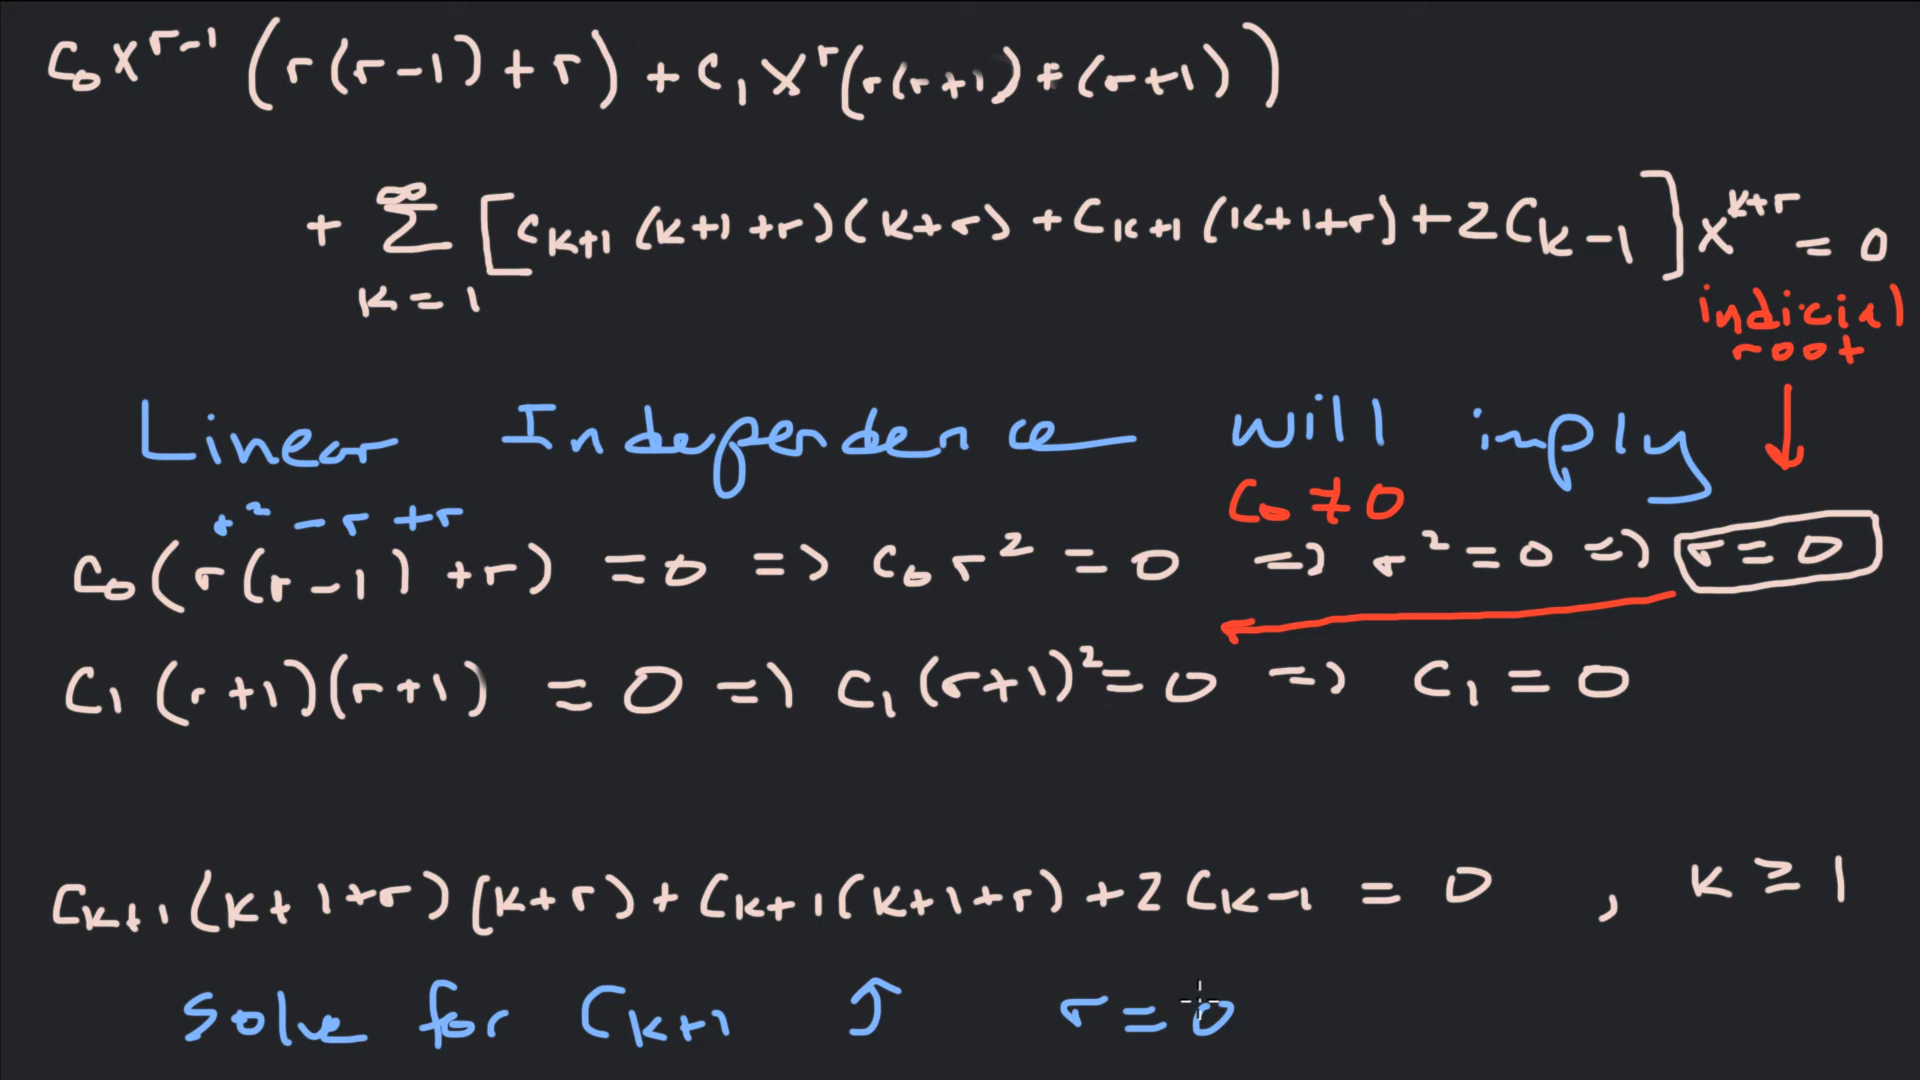 c₀x^{r-1}(r(r-1)+r)+c₁x^r(r(r+1)+(r+1))
+ ∑_{k=1}^{∞} [c_{k+1}(k+1+r)(k+r)+c_{k+1}(k+1+r)+2c_{k-1}]x^{k+r} = 0
indicial
root
↓
Linear Independence will imply
c₀ ≠ 0
r² - r + r
c₀(r(r-1)+r) = 0 => c₀r² = 0 => r² = 0 => r = 0
c₁(r+1)(r+1) = 0 => c₁(r+1)² = 0 => c₁ = 0
c_{k+1}(k+1+r)(k+r)+c_{k+1}(k+1+r)+2c_{k-1} = 0 , k ≥ 1
Solve for c_{k+1} ⤴ r = 0